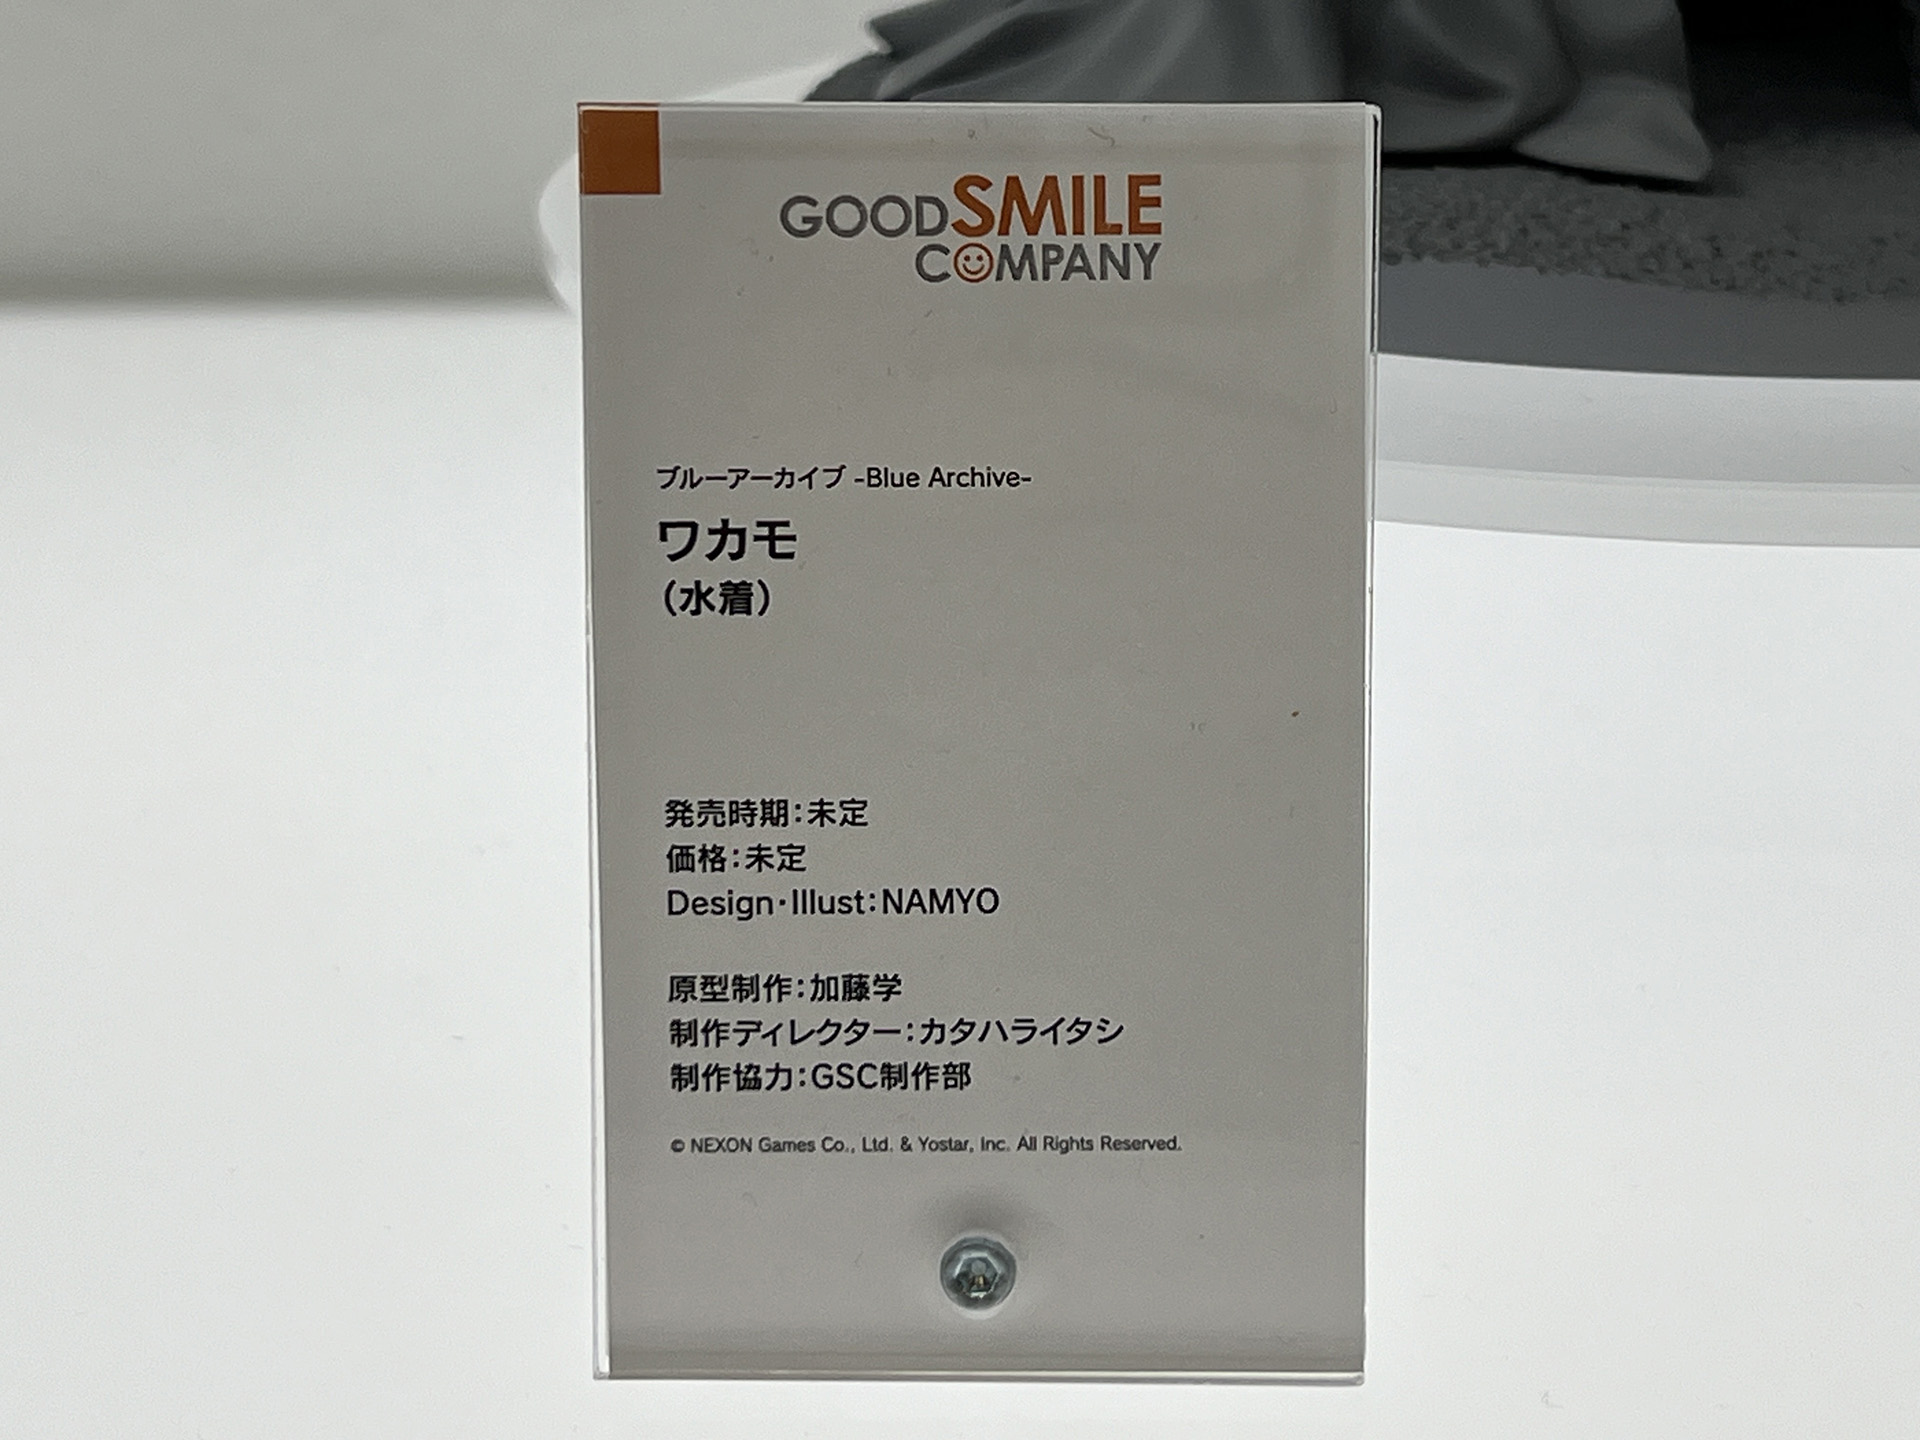 GOODSMILE
COMPANY
ブルーアーカイブ -Blue Archive-
ワカモ
（水着）
発売時期：未定
価格：未定
Design・Illust：NAMYO
原型制作：加藤学
制作ディレクター：カタハライタシ
制作協力：GSC制作部
© NEXON Games Co., Ltd. & Yostar, Inc. All Rights Reserved.